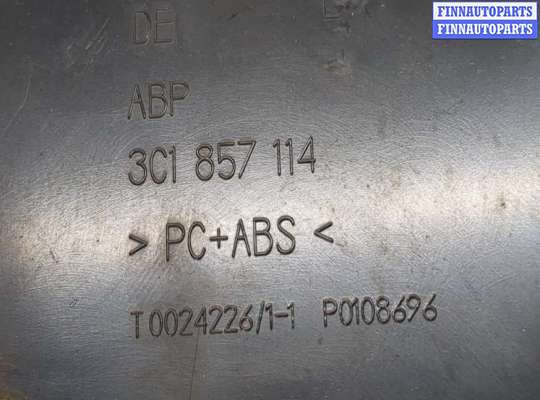 FINNAUTOPARTS
FINNAUTOPARTS
DE
ABP
3C1 857 114
> PC+ABS <
T0024226/1-1 P0108696